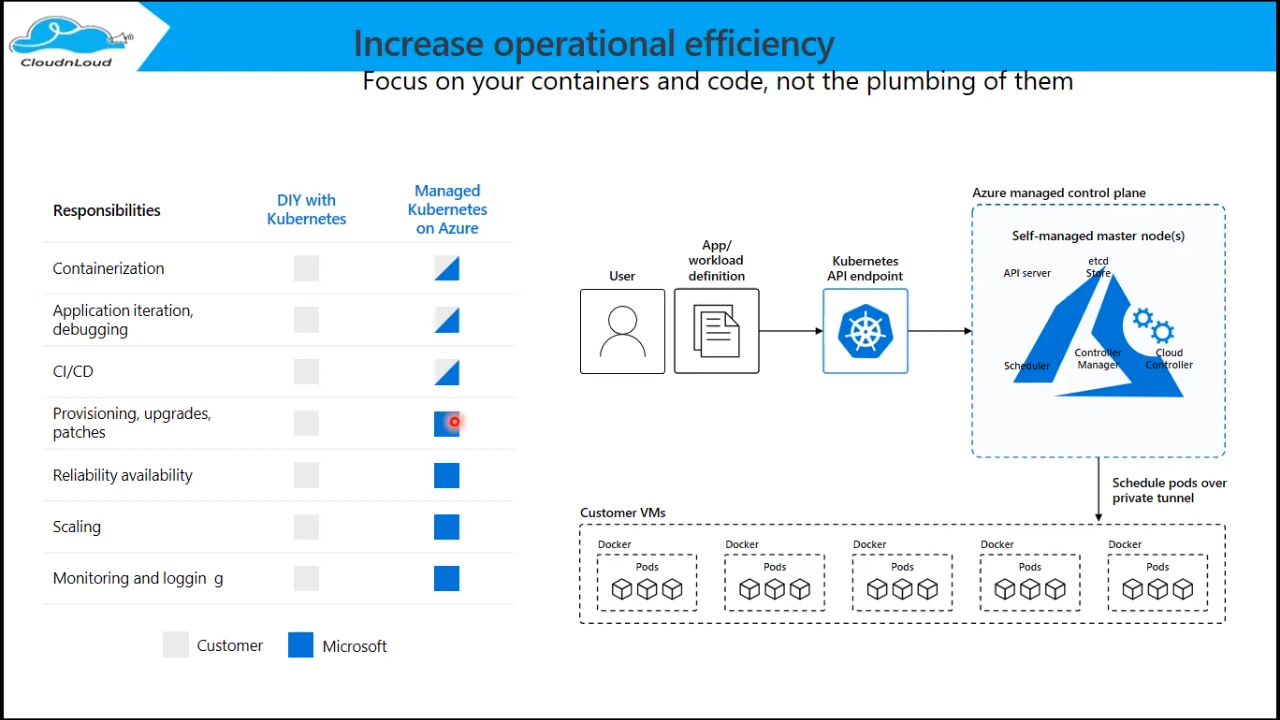 CloudnLoud
Increase operational efficiency
Focus on your containers and code, not the plumbing of them
Responsibilities
DIY with
Kubernetes
Managed
Kubernetes
on Azure
Containerization
Application iteration,
debugging
CI/CD
Provisioning, upgrades,
patches
Reliability availability
Scaling
Monitoring and loggin g
Customer
Microsoft
User
App/
workload
definition
Kubernetes
API endpoint
Azure managed control plane
Self-managed master node(s)
API server
etcd
Store
Scheduler
Controller
Manager
Cloud
Controller
Schedule pods over
private tunnel
Customer VMs
Docker
Pods
Docker
Pods
Docker
Pods
Docker
Pods
Docker
Pods